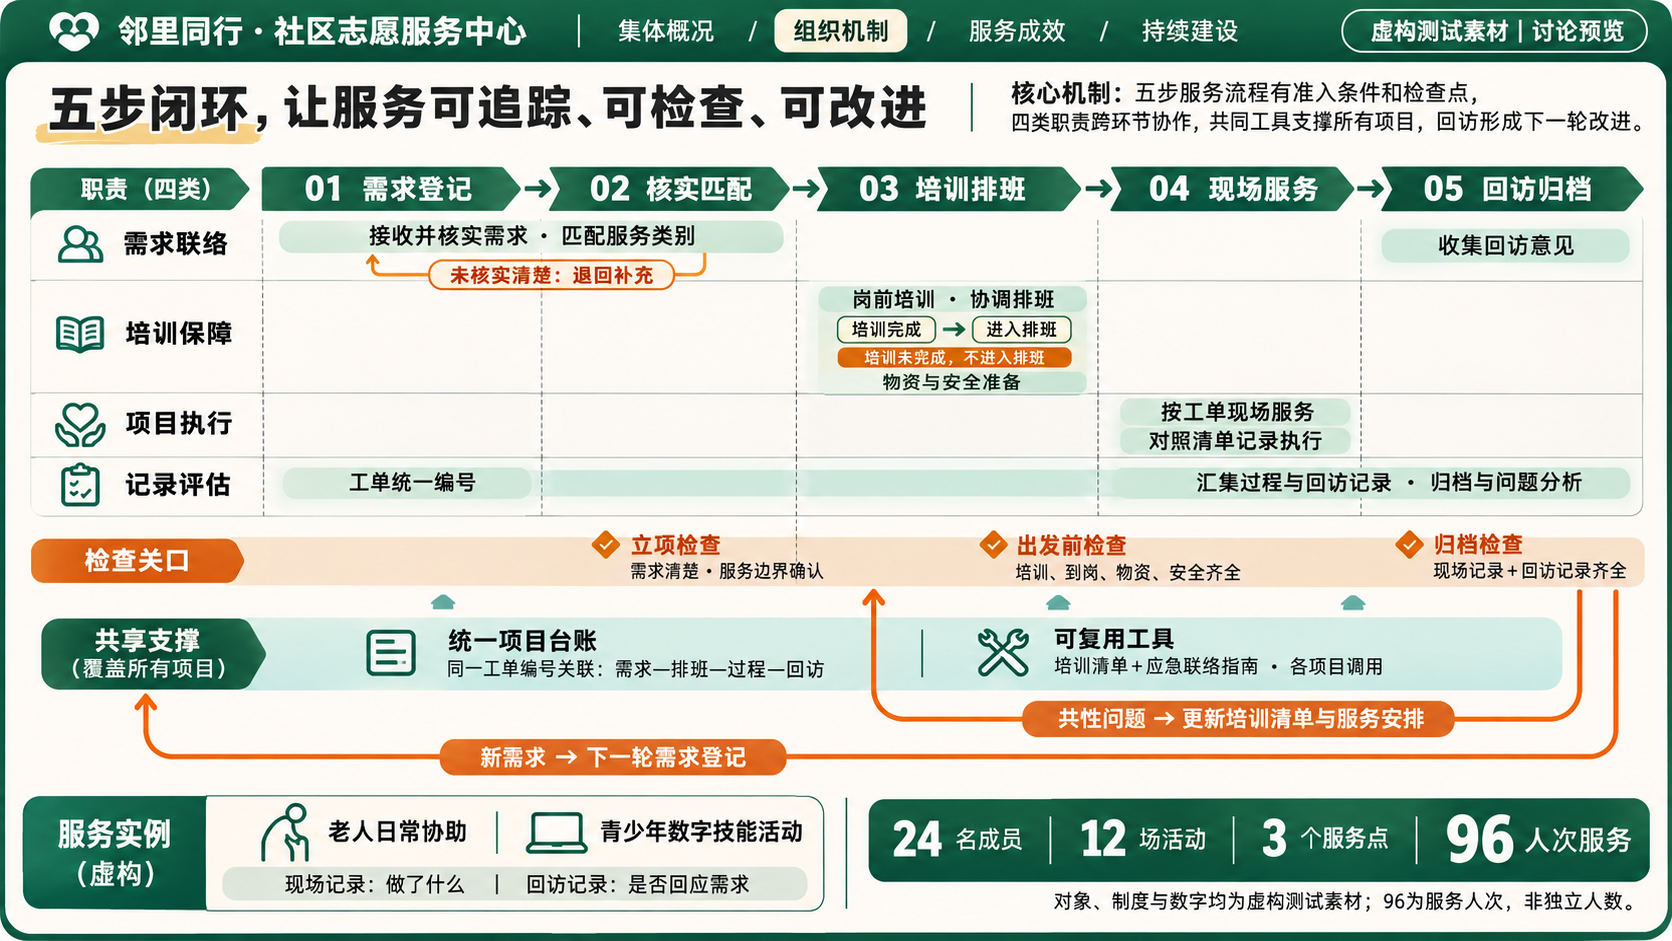 邻里同行·社区志愿服务中心
集体概况 / 组织机制 / 服务成效 / 持续建设
虚构测试素材｜讨论预览
五步闭环，让服务可追踪、可检查、可改进
核心机制：五步服务流程有准入条件和检查点，
四类职责跨环节协作，共同工具支撑所有项目，回访形成下一轮改进。
职责（四类）
01 需求登记
02 核实匹配
03 培训排班
04 现场服务
05 回访归档
需求联络
接收并核实需求 · 匹配服务类别
未核实清楚：退回补充
收集回访意见
培训保障
岗前培训 · 协调排班
培训完成 → 进入排班
培训未完成，不进入排班
物资与安全准备
项目执行
按工单现场服务
对照清单记录执行
记录评估
工单统一编号
汇集过程与回访记录 · 归档与问题分析
检查关口
立项检查
需求清楚·服务边界确认
出发前检查
培训、到岗、物资、安全齐全
归档检查
现场记录+回访记录齐全
共享支撑
（覆盖所有项目）
统一项目台账
同一工单编号关联：需求—排班—过程—回访
可复用工具
培训清单+应急联络指南 · 各项目调用
共性问题 → 更新培训清单与服务安排
新需求 → 下一轮需求登记
服务实例
（虚构）
老人日常协助
青少年数字技能活动
现场记录：做了什么 | 回访记录：是否回应需求
24 名成员
12 场活动
3 个服务点
96 人次服务
对象、制度与数字均为虚构测试素材；96为服务人次，非独立人数。